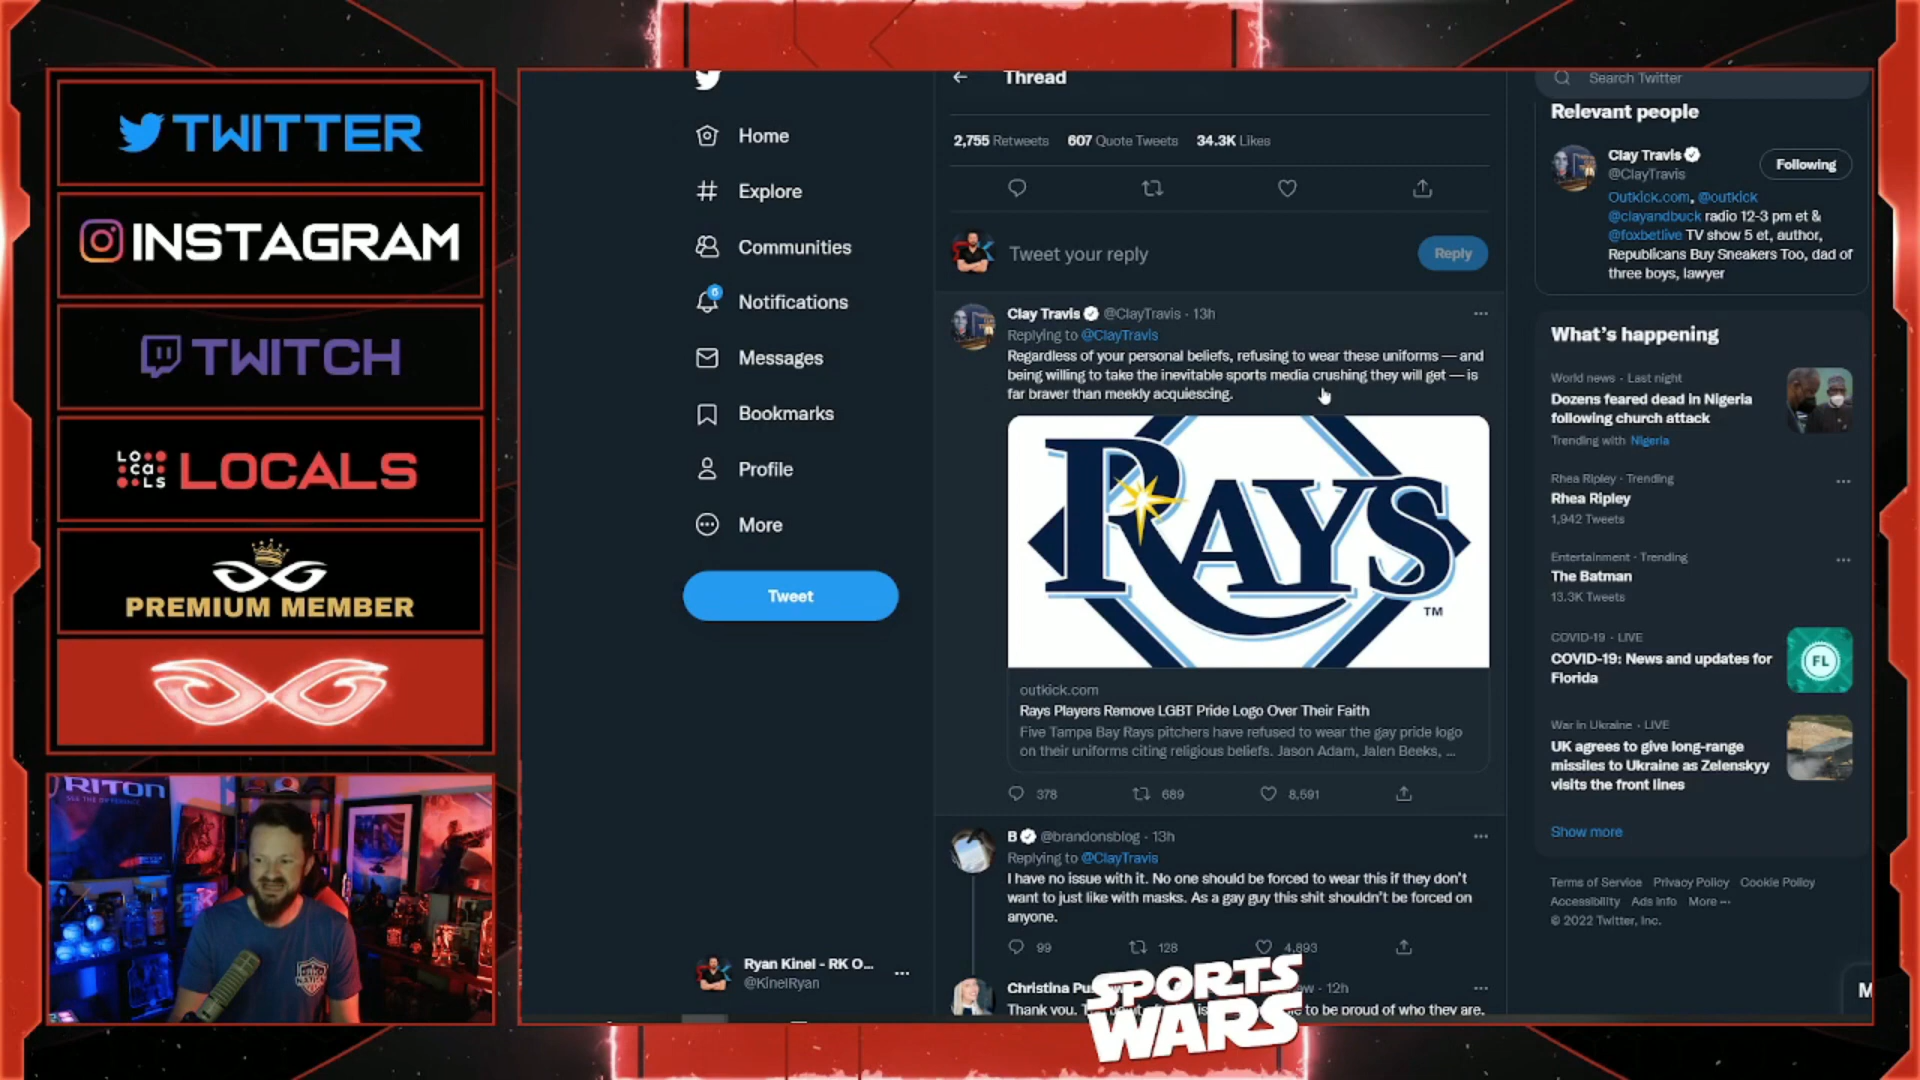 TWITTER
INSTAGRAM
TWITCH
LOCALS
LOCALS
PREMIUM MEMBER
RITON
SEE THE DIFFERENCE
Home
Explore
Communities
6
Notifications
Messages
Bookmarks
Profile
More
Tweet
Ryan Kinel - RK O...
@KinelRyan
Thread
2,755 Retweets 607 Quote Tweets 34.3K Likes
Tweet your reply
Reply
Clay Travis @ClayTravis · 13h
Replying to @ClayTravis
Regardless of your personal beliefs, refusing to wear these uniforms — and
being willing to take the inevitable sports media crushing they will get — is
far braver than meekly acquiescing.
RAYS
TM
outkick.com
Rays Players Remove LGBT Pride Logo Over Their Faith
Five Tampa Bay Rays pitchers have refused to wear the gay pride logo
on their uniforms citing religious beliefs. Jason Adam, Jalen Beeks, ...
378 689 8,591
B @brandonsblog · 13h
Replying to @ClayTravis
I have no issue with it. No one should be forced to wear this if they don't
want to just like with masks. As a gay guy this shit shouldn't be forced on
anyone.
99 128 4,893
Christina · 12h
Thank you. to be proud of who they are.
SPORTS
WARS
Search Twitter
Relevant people
Clay Travis
@ClayTravis
Following
Outkick.com, @outkick
@clayandbuck radio 12-3 pm et &
@foxbetlive TV show 5 et, author,
Republicans Buy Sneakers Too, dad of
three boys, lawyer
What's happening
World news · Last night
Dozens feared dead in Nigeria
following church attack
Trending with Nigeria
Rhea Ripley · Trending
Rhea Ripley
1,942 Tweets
Entertainment · Trending
The Batman
13.3K Tweets
COVID-19 · LIVE
COVID-19: News and updates for
Florida
FL
War in Ukraine · LIVE
UK agrees to give long-range
missiles to Ukraine as Zelenskyy
visits the front lines
Show more
Terms of Service Privacy Policy Cookie Policy
Accessibility Ads info More ...
© 2022 Twitter, Inc.
M